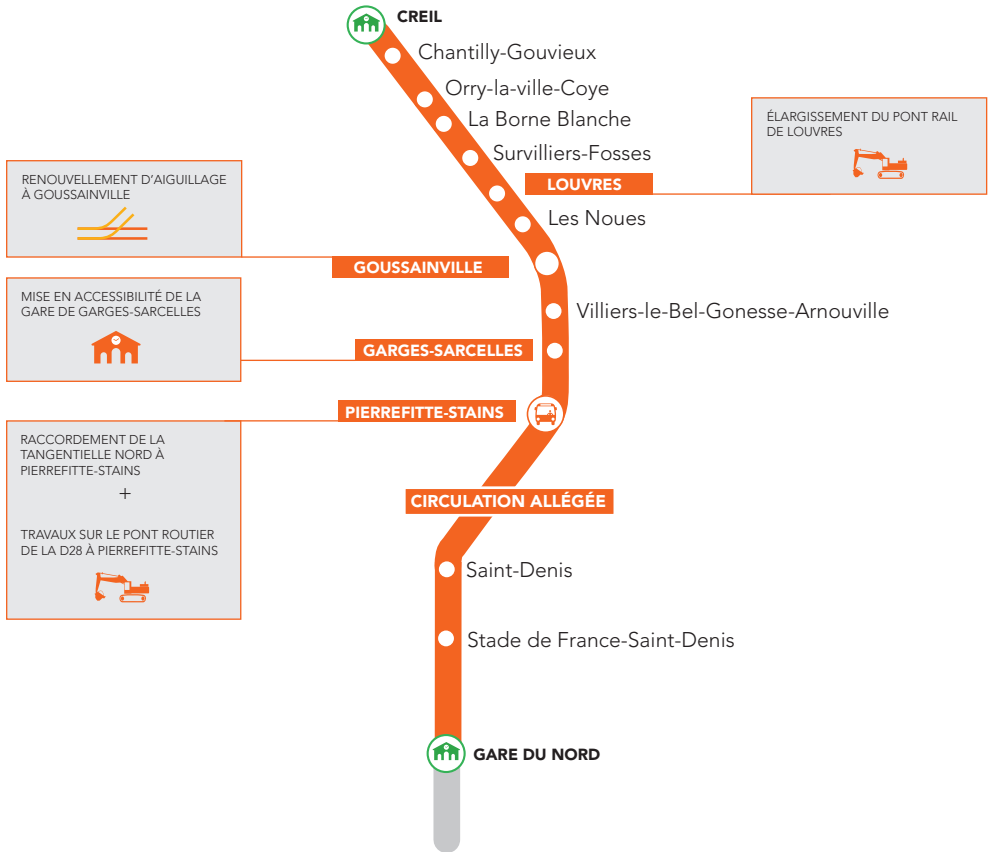 CREIL
Chantilly-Gouvieux
Orry-la-ville-Coye
La Borne Blanche
Survilliers-Fosses
LOUVRES
ÉLARGISSEMENT DU PONT RAIL
DE LOUVRES
Les Noues
RENOUVELLEMENT D'AIGUILLAGE
À GOUSSAINVILLE
GOUSSAINVILLE
MISE EN ACCESSIBILITÉ DE LA
GARE DE GARGES-SARCELLES
Villiers-le-Bel-Gonesse-Arnouville
GARGES-SARCELLES
PIERREFITTE-STAINS
RACCORDEMENT DE LA
TANGENTIELLE NORD À
PIERREFITTE-STAINS
+
TRAVAUX SUR LE PONT ROUTIER
DE LA D28 À PIERREFITTE-STAINS
CIRCULATION ALLÉGÉE
Saint-Denis
Stade de France-Saint-Denis
GARE DU NORD